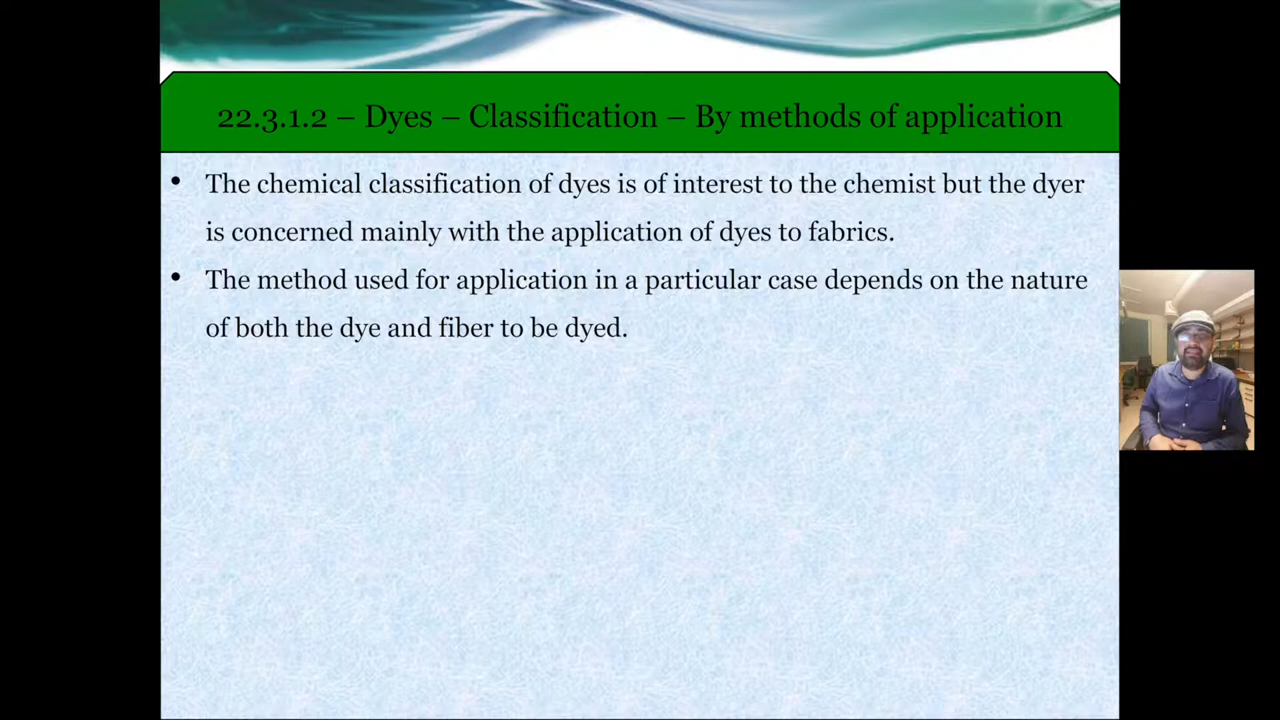 22.3.1.2 – Dyes – Classification – By methods of application
• The chemical classification of dyes is of interest to the chemist but the dyer
is concerned mainly with the application of dyes to fabrics.
• The method used for application in a particular case depends on the nature
of both the dye and fiber to be dyed.